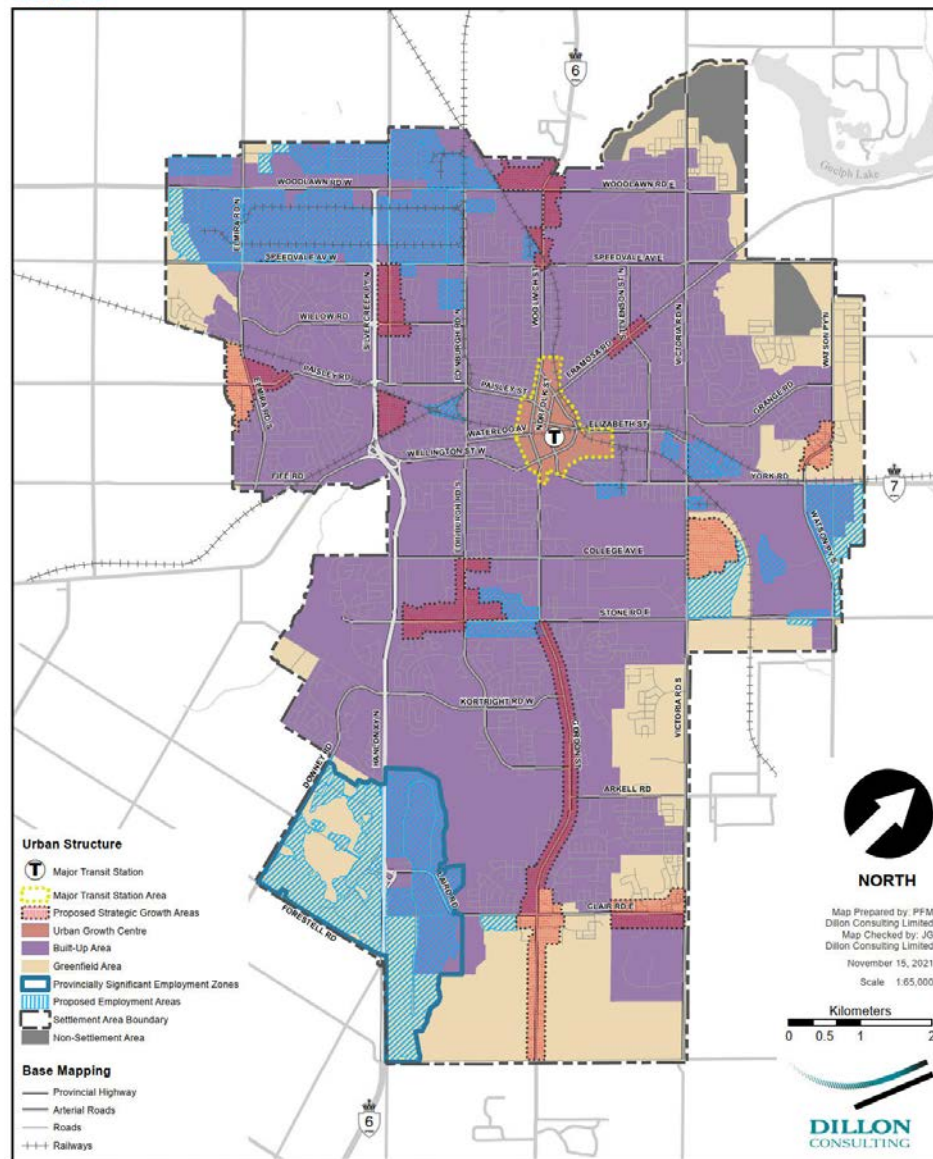 6
Guelph Lake
WOODLAWN RD W
WOODLAWN RD E
ELMIRA RD N
SPEEDVALE AV W
SPEEDVALE AV E
SILVERCREEK PY N
WOOLWICH ST
STEVENSON ST N
VICTORIA RD N
WATSON PY N
WILLOW RD
EDINBURGH RD N
ERAMOSA RD
PAISLEY RD
PAISLEY ST
NORFOLK ST
GRANGE RD
ELMIRA RD S
WATERLOO AV
ELIZABETH ST
T
WELLINGTON ST W
FIFE RD
YORK RD
7
EDINBURGH RD S
WATSON PY S
COLLEGE AV E
STONE RD E
KORTRIGHT RD W
GORDON ST
VICTORIA RD S
HANLON XY N
DOWNEY RD
ARKELL RD
LAIRD RD
CLAIR RD E
FORESTELL RD
6
Urban Structure
T Major Transit Station
Major Transit Station Area
Proposed Strategic Growth Areas
Urban Growth Centre
Built-Up Area
Greenfield Area
Provincially Significant Employment Zones
Proposed Employment Areas
Settlement Area Boundary
Non-Settlement Area
Base Mapping
Provincial Highway
Arterial Roads
Roads
Railways
NORTH
Map Prepared by: PFM
Dillon Consulting Limited
Map Checked by: JG
Dillon Consulting Limited
November 15, 2021
Scale 1:65,000
Kilometers
0 0.5 1 2
DILLON
CONSULTING